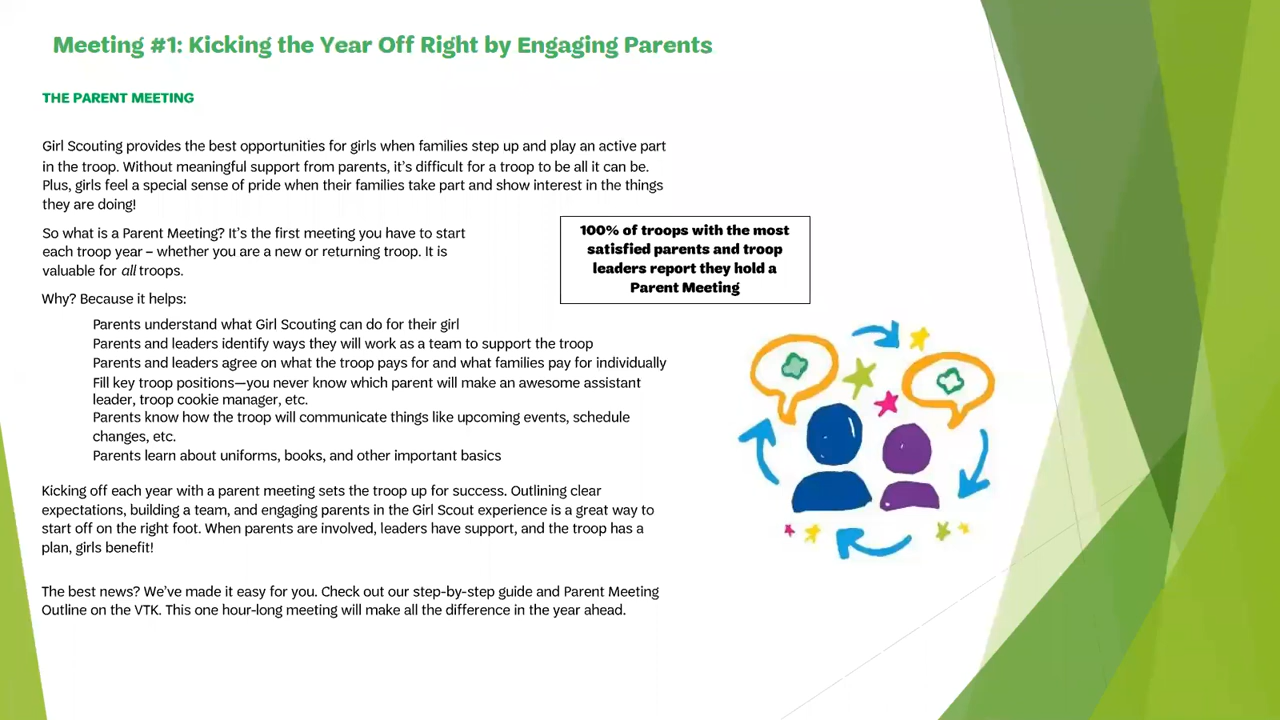 Meeting #1: Kicking the Year Off Right by Engaging Parents
THE PARENT MEETING
Girl Scouting provides the best opportunities for girls when families step up and play an active part
in the troop. Without meaningful support from parents, it's difficult for a troop to be all it can be.
Plus, girls feel a special sense of pride when their families take part and show interest in the things
they are doing!
So what is a Parent Meeting? It's the first meeting you have to start
each troop year – whether you are a new or returning troop. It is
valuable for all troops.
100% of troops with the most
satisfied parents and troop
leaders report they hold a
Parent Meeting
Why? Because it helps:
Parents understand what Girl Scouting can do for their girl
Parents and leaders identify ways they will work as a team to support the troop
Parents and leaders agree on what the troop pays for and what families pay for individually
Fill key troop positions—you never know which parent will make an awesome assistant
leader, troop cookie manager, etc.
Parents know how the troop will communicate things like upcoming events, schedule
changes, etc.
Parents learn about uniforms, books, and other important basics
Kicking off each year with a parent meeting sets the troop up for success. Outlining clear
expectations, building a team, and engaging parents in the Girl Scout experience is a great way to
start off on the right foot. When parents are involved, leaders have support, and the troop has a
plan, girls benefit!
The best news? We've made it easy for you. Check out our step-by-step guide and Parent Meeting
Outline on the VTK. This one hour-long meeting will make all the difference in the year ahead.